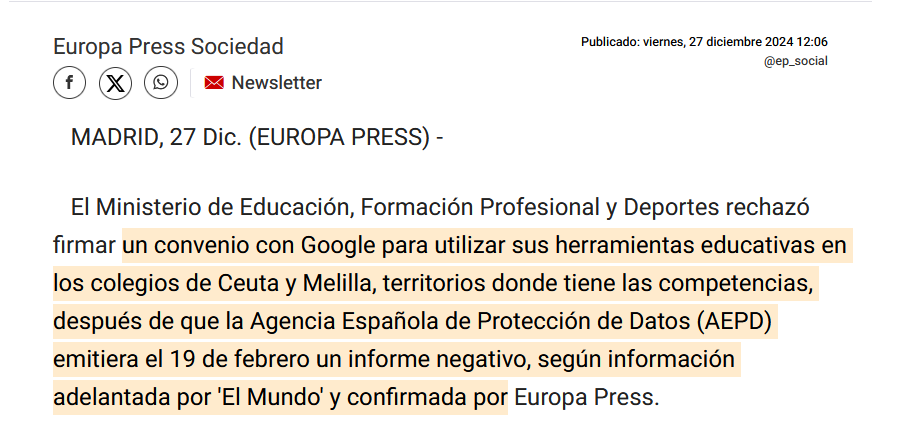 Europa Press Sociedad
Publicado: viernes, 27 diciembre 2024 12:06
@ep_social
Newsletter
MADRID, 27 Dic. (EUROPA PRESS) -
El Ministerio de Educación, Formación Profesional y Deportes rechazó
firmar un convenio con Google para utilizar sus herramientas educativas en
los colegios de Ceuta y Melilla, territorios donde tiene las competencias,
después de que la Agencia Española de Protección de Datos (AEPD)
emitiera el 19 de febrero un informe negativo, según información
adelantada por 'El Mundo' y confirmada por Europa Press.